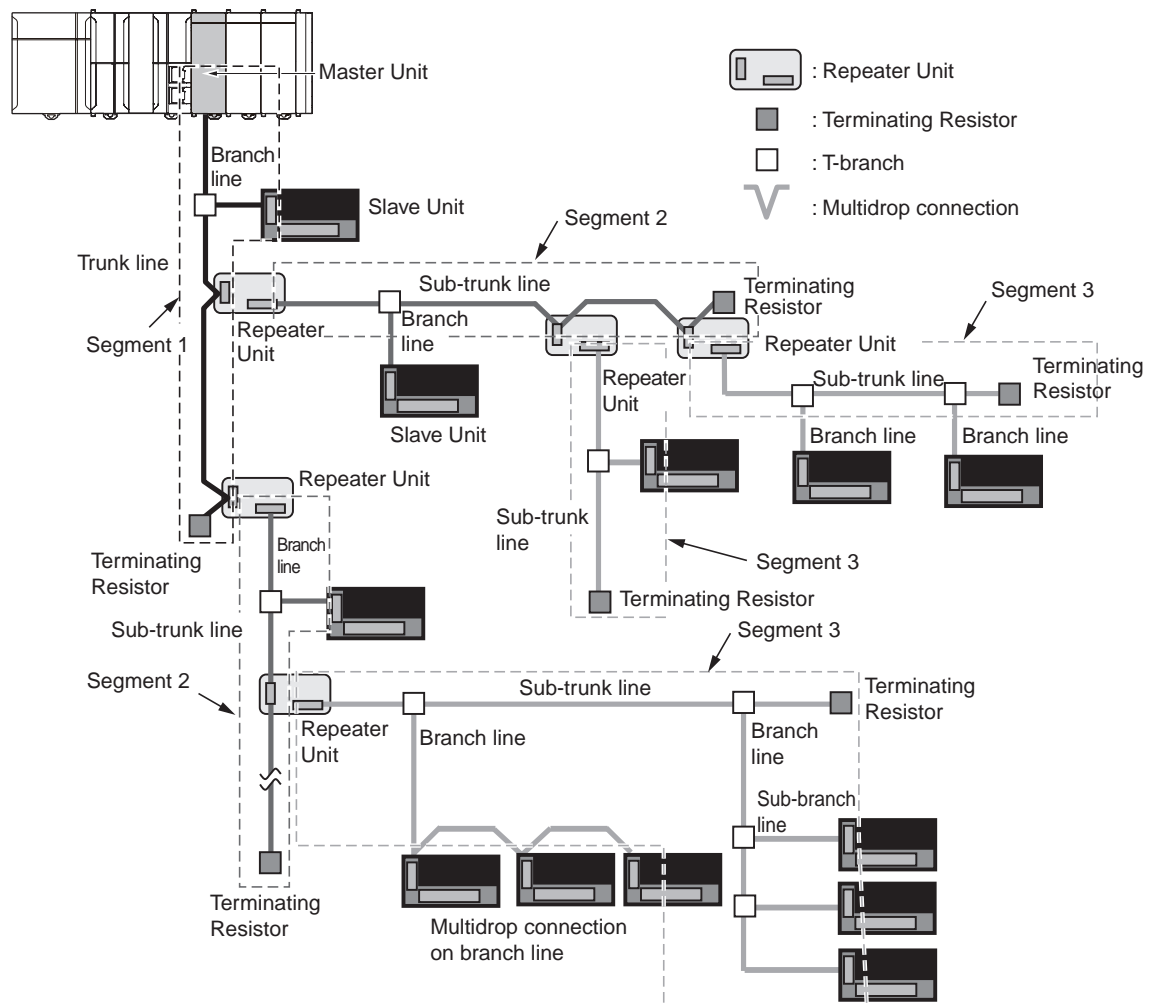 Master Unit
: Repeater Unit
: Terminating Resistor
: T-branch
: Multidrop connection
Branch
line
Slave Unit
Segment 2
Trunk line
Sub-trunk line
Terminating
Resistor
Segment 3
Segment 1
Repeater
Unit
Branch
line
Repeater Unit
Terminating
Resistor
Sub-trunk line
Repeater
Unit
Slave Unit
Branch line
Branch line
Repeater Unit
Sub-trunk
line
Terminating
Resistor
Branch
line
Segment 3
Terminating Resistor
Sub-trunk line
Segment 3
Segment 2
Sub-trunk line
Terminating
Resistor
Repeater
Unit
Branch line
Branch
line
Sub-branch
line
Terminating
Resistor
Multidrop connection
on branch line